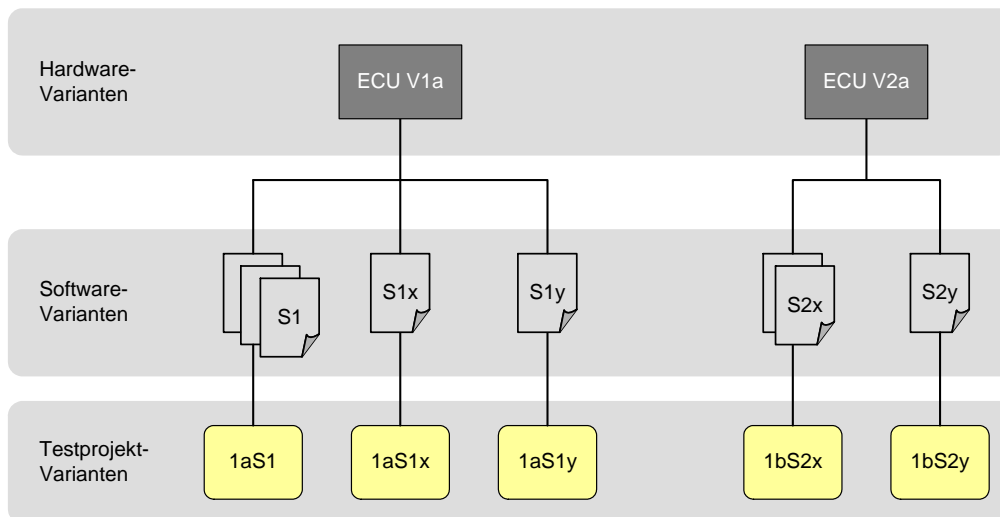 Hardware-
Varianten
ECU V1a
ECU V2a
Software-
Varianten
S1
S1x
S1y
S2x
S2y
Testprojekt-
Varianten
1aS1
1aS1x
1aS1y
1bS2x
1bS2y